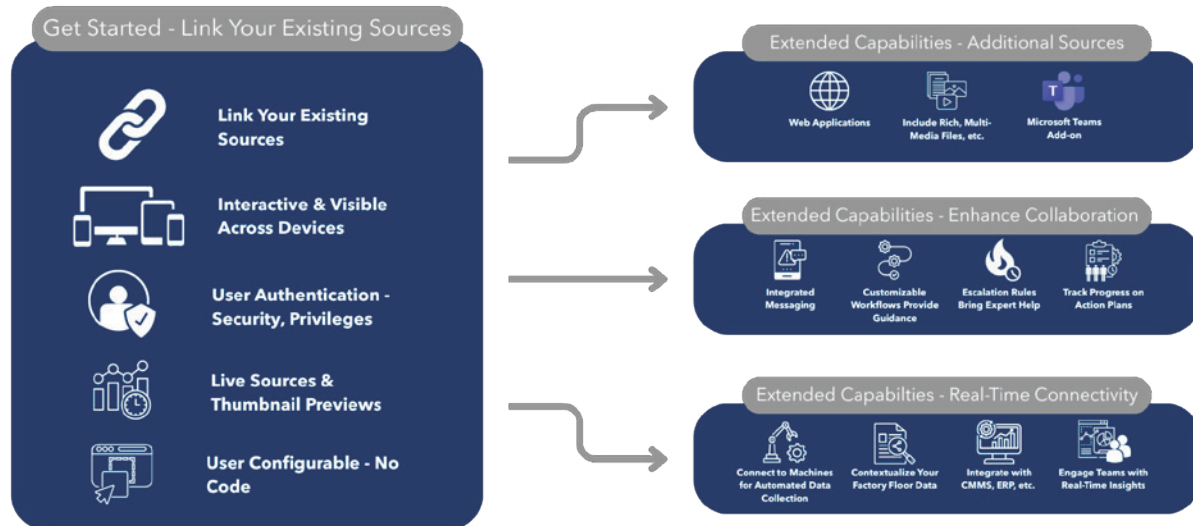 Get Started - Link Your Existing Sources
Link Your Existing
Sources
Interactive & Visible
Across Devices
User Authentication -
Security, Privileges
Live Sources &
Thumbnail Previews
User Configurable - No
Code
Extended Capabilities - Additional Sources
Web Applications
Include Rich, Multi-
Media Files, etc.
T
Microsoft Teams
Add-on
Extended Capabilities - Enhance Collaboration
Integrated
Messaging
Customizable
Workflows Provide
Guidance
Escalation Rules
Bring Expert Help
Track Progress on
Action Plans
Extended Capabilties - Real-Time Connectivity
Connect to Machines
for Automated Data
Collection
Contextualize Your
Factory Floor Data
Integrate with
CMMS, ERP, etc.
Engage Teams with
Real-Time Insights